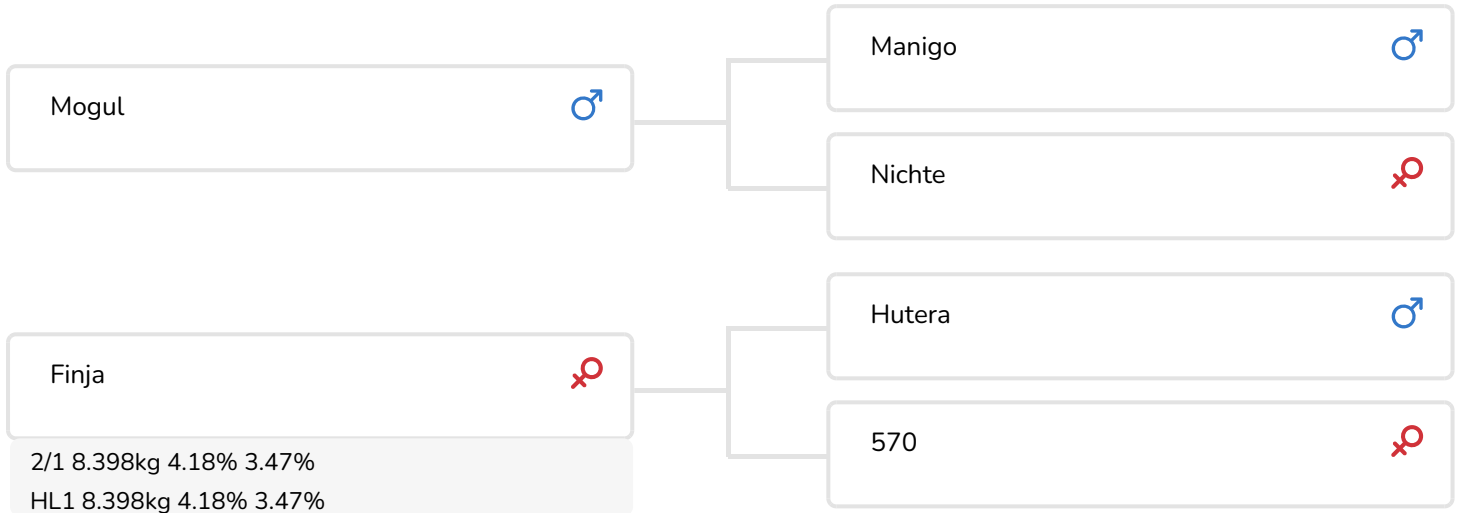 Mogul
Manigo
Nichte
Finja
2/1 8.398kg 4.18% 3.47%
HL1 8.398kg 4.18% 3.47%
Hutera
570